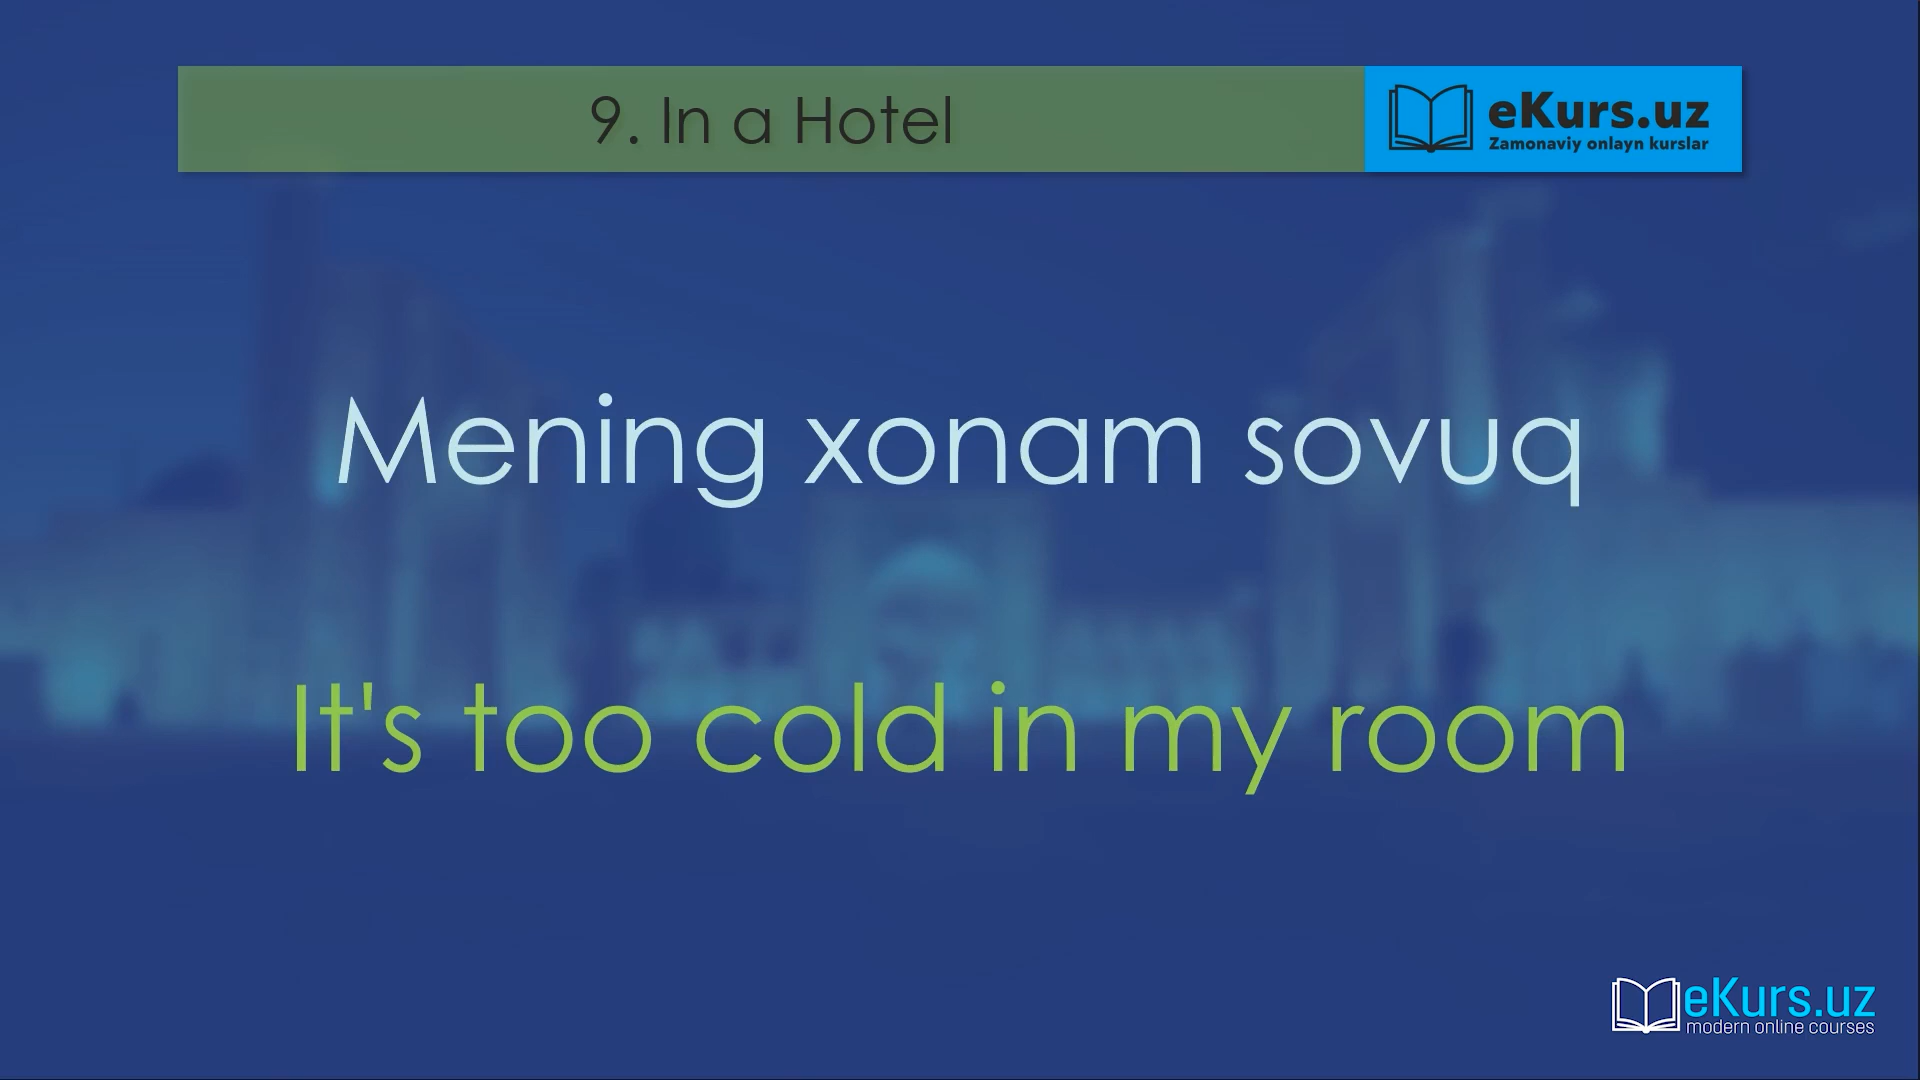 9. In a Hotel
eKurs.uz
Zamonaviy onlayn kurslar
Mening xonam sovuq
It's too cold in my room
eKurs.uz
modern online courses